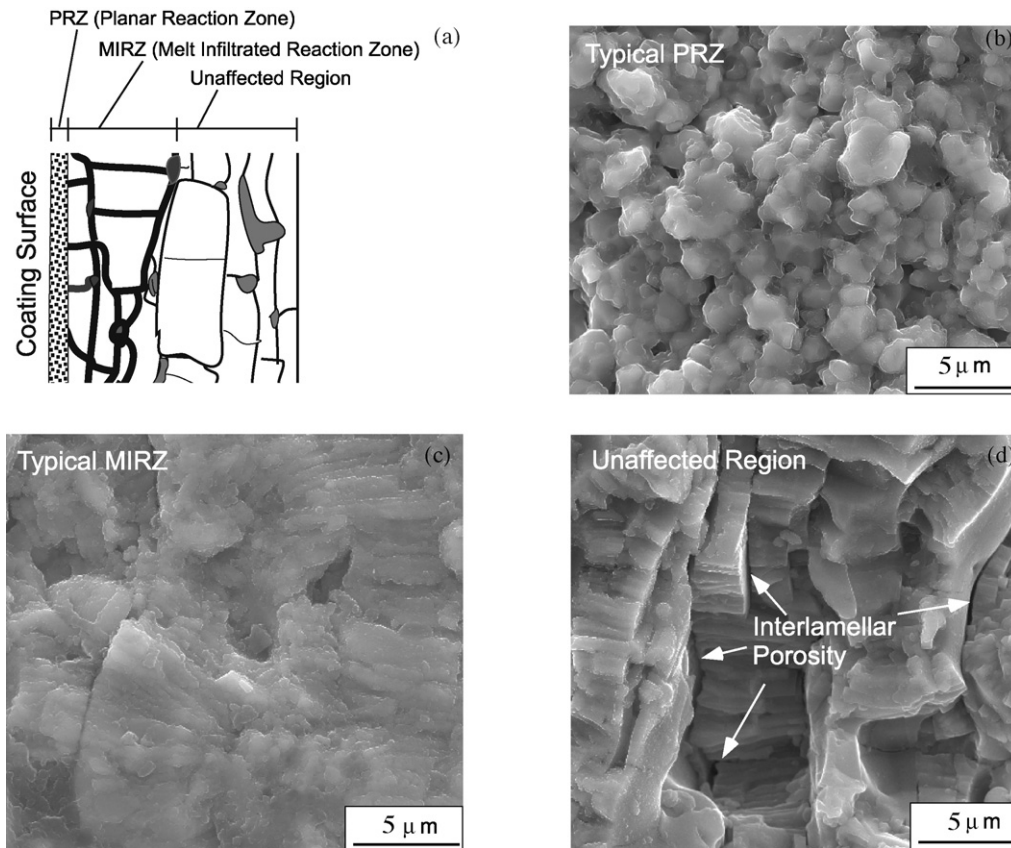 PRZ (Planar Reaction Zone)
MIRZ (Melt Infiltrated Reaction Zone)
Unaffected Region
(a)
Coating Surface
Typical PRZ
(b)
5 μm
Typical MIRZ
(c)
5 μm
Unaffected Region
(d)
Interlamellar
Porosity
5 μm